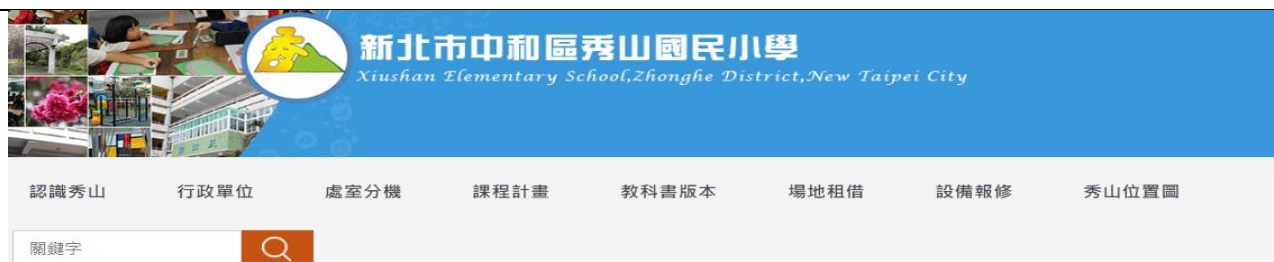 新北市中和區秀山國民小學
Xiushan Elementary School,Zhonghe District,New Taipei City
認識秀山 行政單位 處室分機 課程計畫 教科書版本 場地租借 設備報修 秀山位置圖
關鍵字